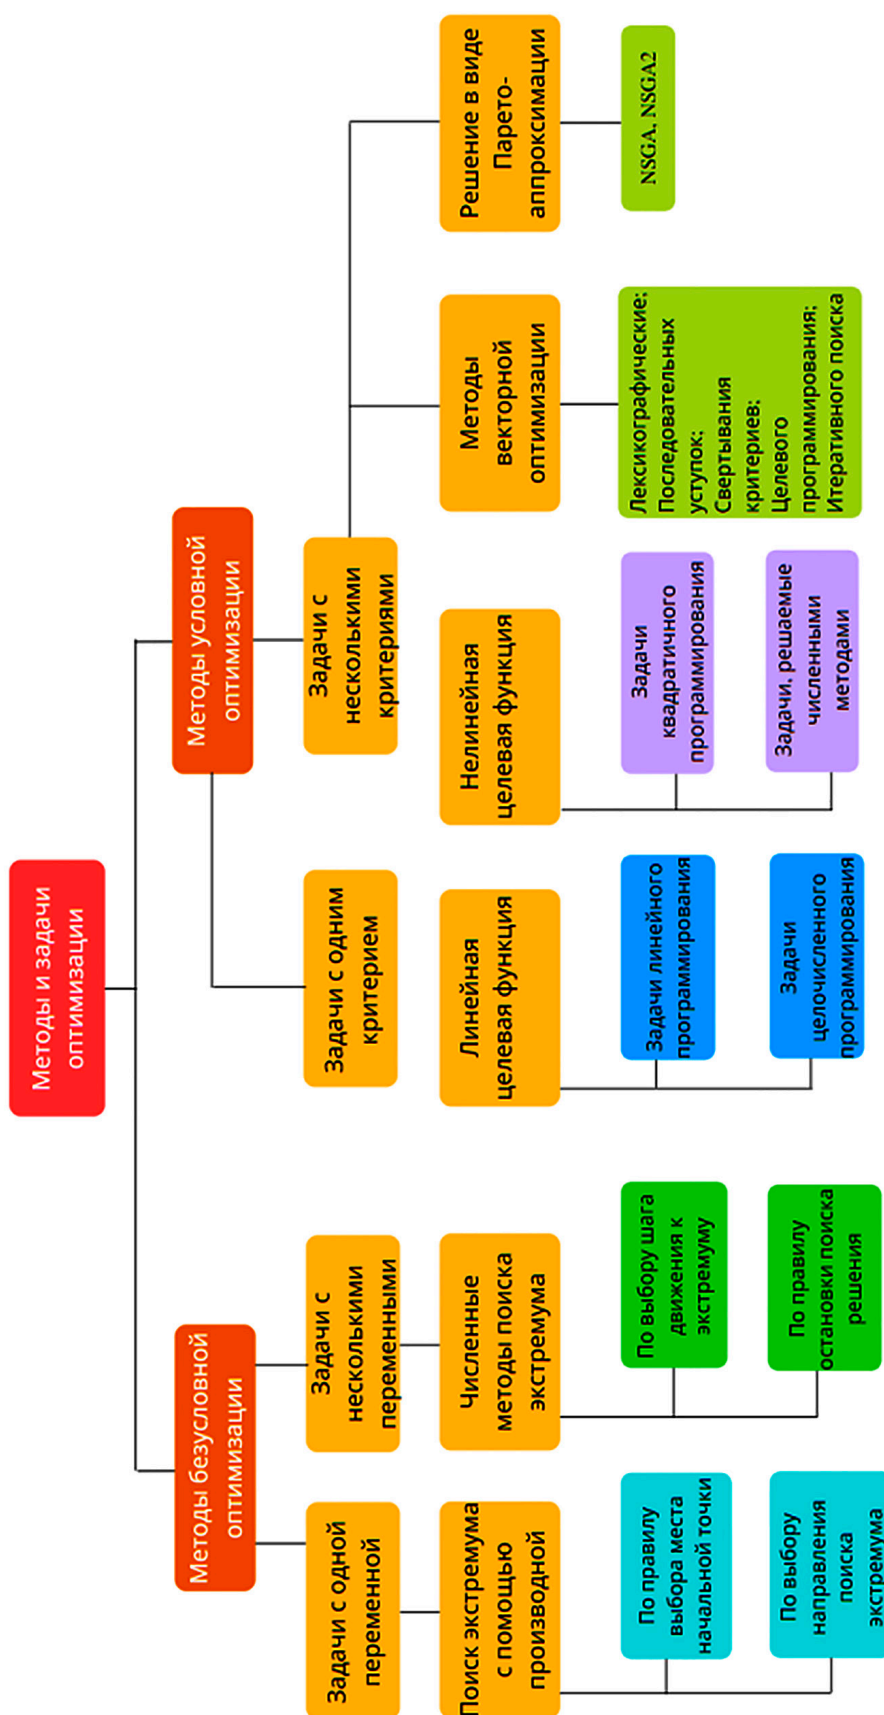 Методы и задачи
оптимизации
Методы безусловной
оптимизации
Методы условной
оптимизации
Задачи с одной
переменной
Задачи с
несколькими
переменными
Задачи с одним
критерием
Задачи с
несколькими
критериями
Поиск экстремума
с помощью
производной
Численные
методы поиска
экстремума
Линейная
целевая функция
Нелинейная
целевая функция
Методы
векторной
оптимизации
Решение в виде
Парето-
аппроксимации
По правилу
выбора места
начальной точки
По выбору
направления
поиска
экстремума
По выбору шага
движения к
экстремуму
По правилу
остановки поиска
решения
Задачи линейного
программирования
Задачи
целочисленного
программирования
Задачи
квадратичного
программирования
Задачи, решаемые
численными
методами
Лексикографические;
Последовательных
уступок;
Свертывания
критериев;
Целевого
программирования;
Итеративного поиска
NSGA, NSGA2